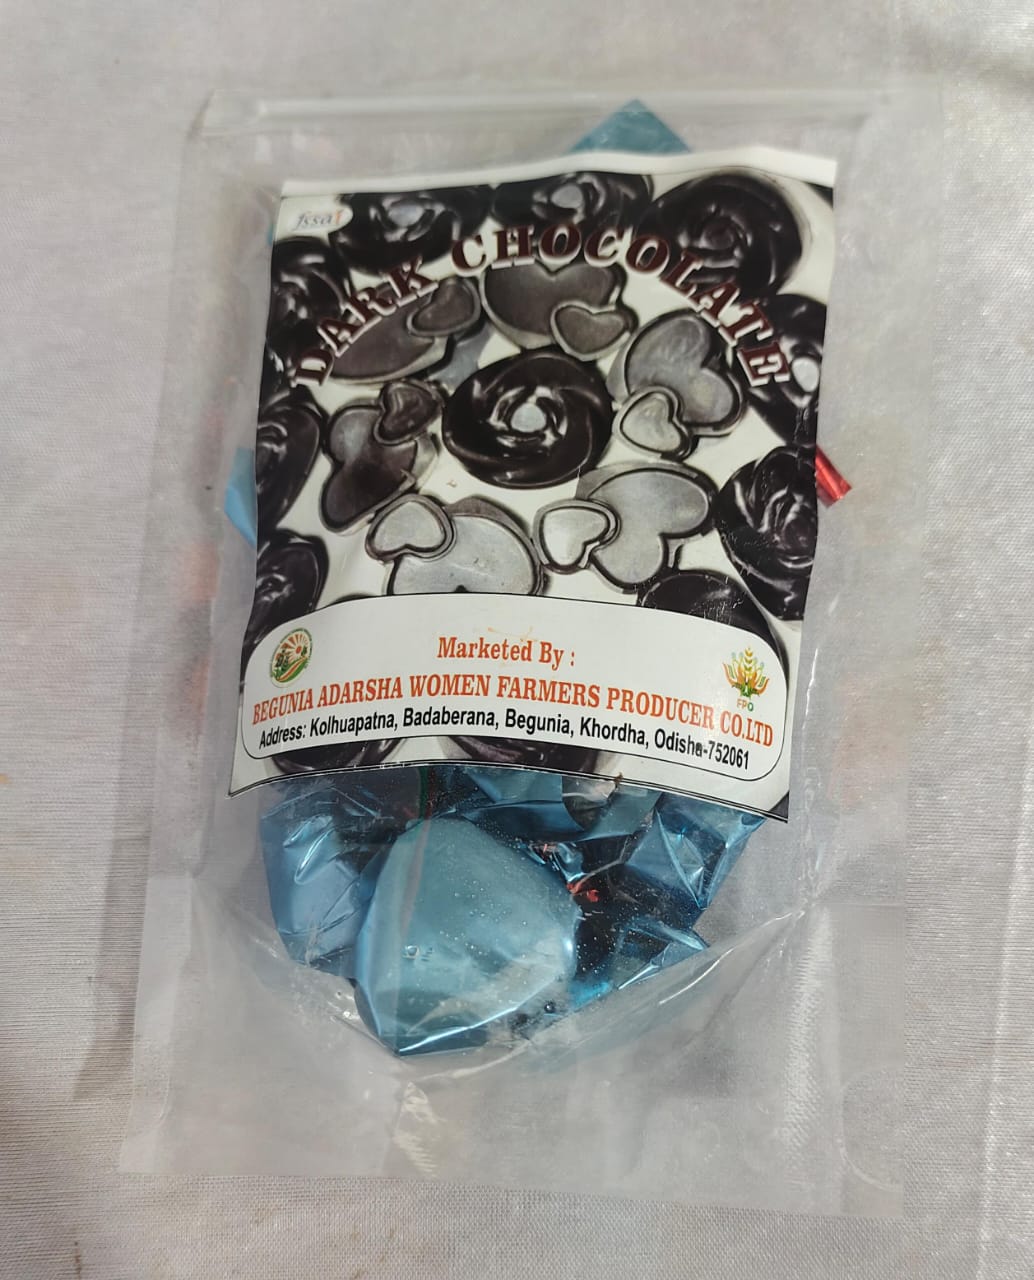 fssai
DARK CHOCOLATE
Marketed By :
BEGUNIA ADARSHA WOMEN FARMERS PRODUCER CO.LTD
FPO
Address: Kolhuapatna, Badaberana, Begunia, Khordha, Odisha-752061